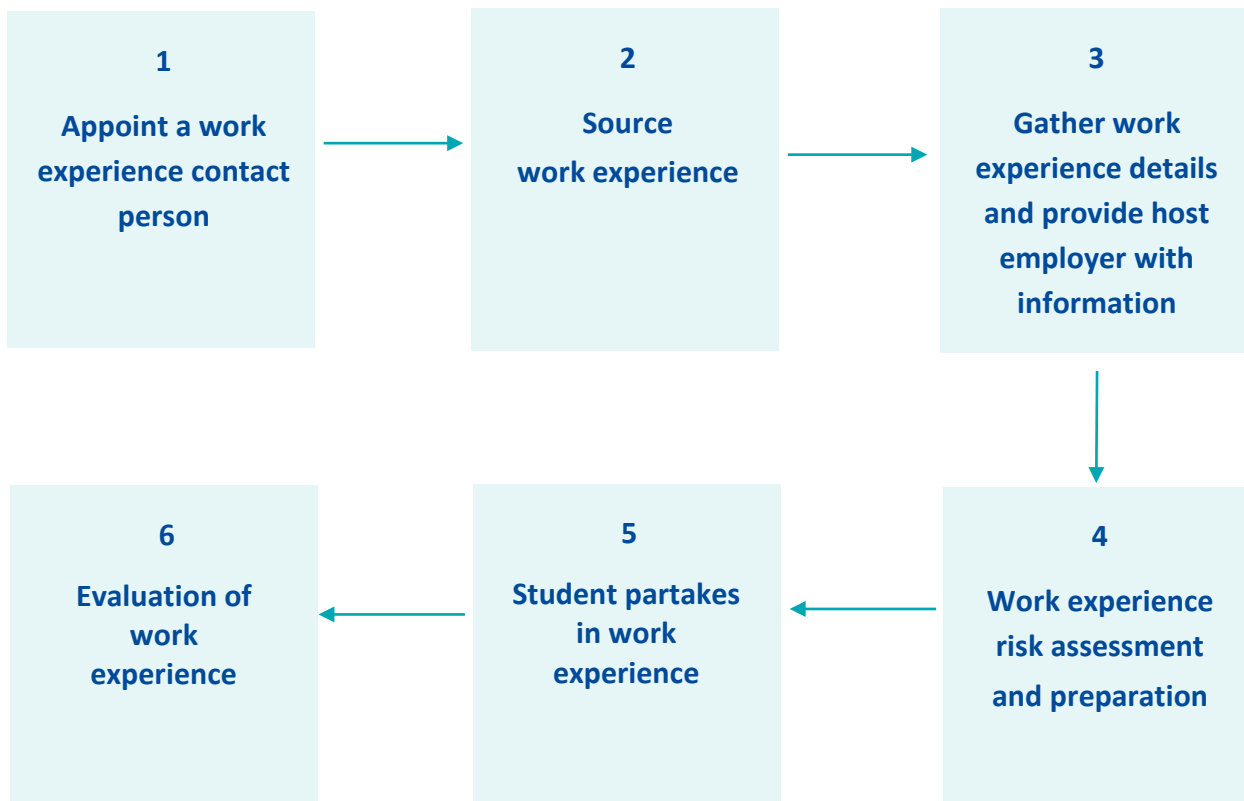 1
Appoint a work
experience contact
person
2
Source
work experience
3
Gather work
experience details
and provide host
employer with
information
4
Work experience
risk assessment
and preparation
5
Student partakes
in work
experience
6
Evaluation of
work
experience